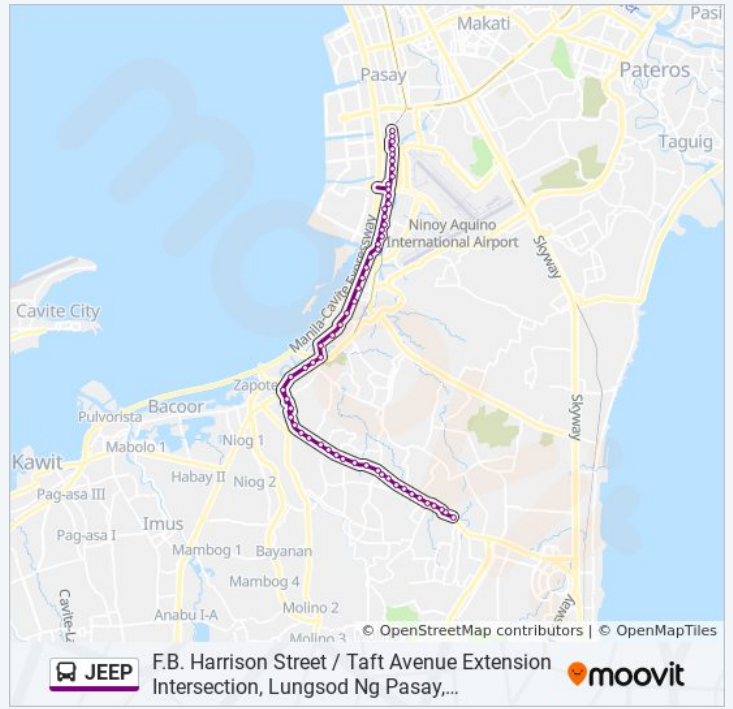 Makati
Pasi
Pasay
Pateros
Taguig
Ninoy Aquino
International Airport
Skyway
Manila-Cavite Expressway
Cavite City
Zapote
Bacoor
Pulvorista
Skyway
Niog 1
Mabolo 1
Kawit
Habay II
Niog 2
Pag-asa III
Imus
Pag-asa I
Mambog 1
Bayanan
Mambog 4
Molino 2
Anabu I-A
Molino 3
© OpenStreetMap contributors | © OpenMapTiles
JEEP
F.B. Harrison Street / Taft Avenue Extension
Intersection, Lungsod Ng Pasay,…
moovit